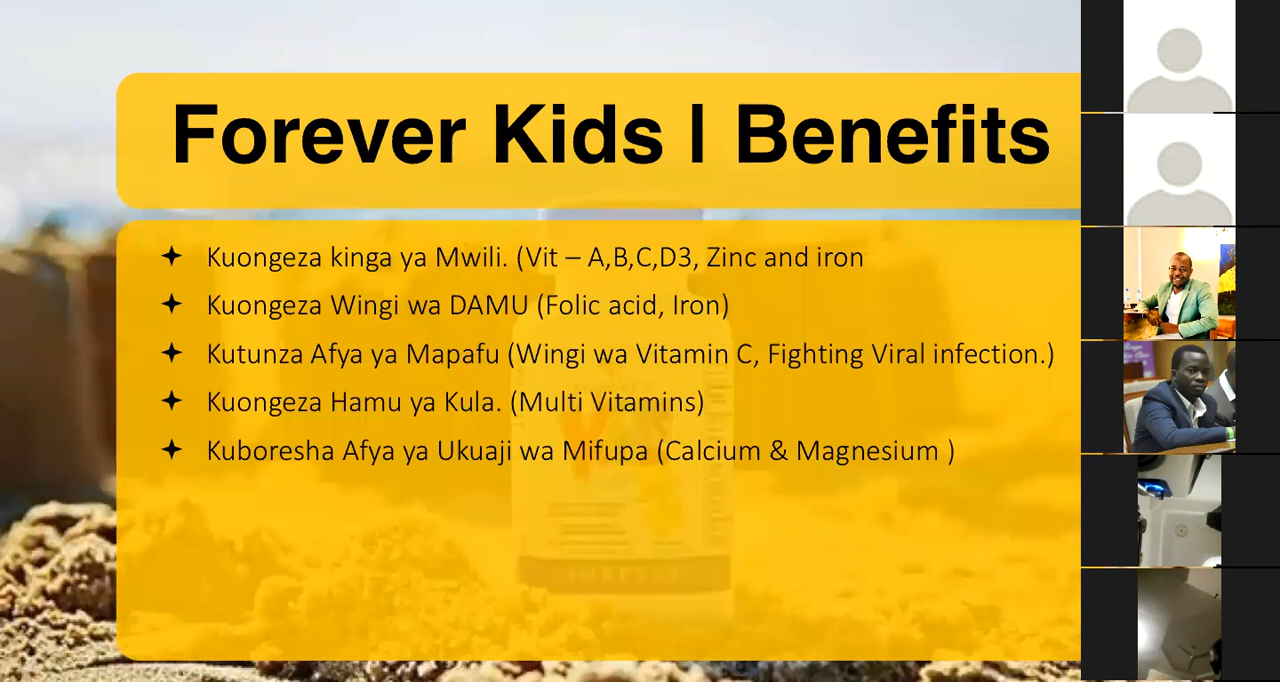 Forever Kids | Benefits
Kuongeza kinga ya Mwili. (Vit – A,B,C,D3, Zinc and iron
Kuongeza Wingi wa DAMU (Folic acid, Iron)
Kutunza Afya ya Mapafu (Wingi wa Vitamin C, Fighting Viral infection.)
Kuongeza Hamu ya Kula. (Multi Vitamins)
Kuboresha Afya ya Ukuaji wa Mifupa (Calcium & Magnesium )